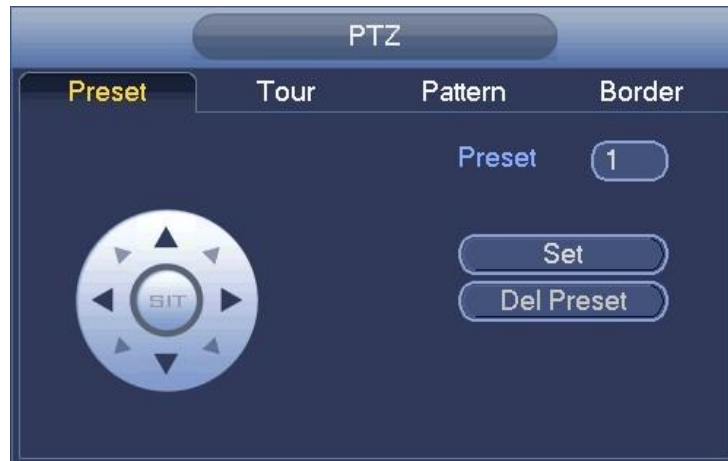 PTZ
Preset Tour Pattern Border
Preset 1
SIT
Set
Del Preset